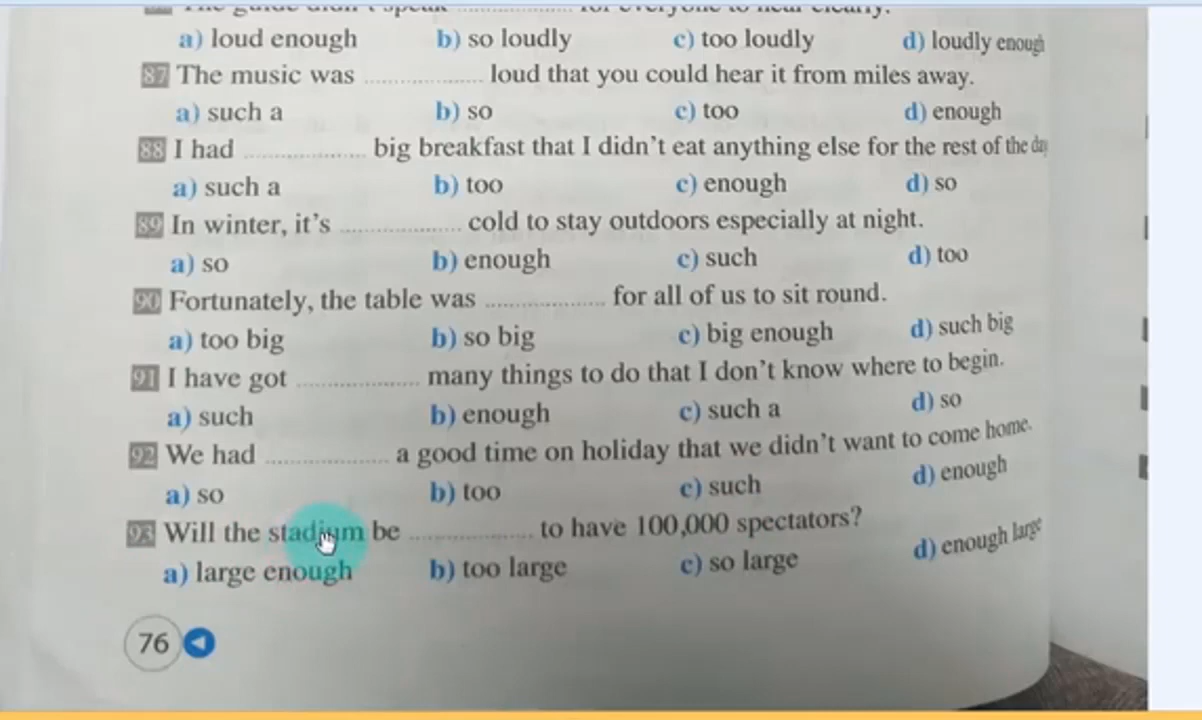 for everyone to hear clearly.
a) loud enough b) so loudly c) too loudly d) loudly enough
87 The music was .................. loud that you could hear it from miles away.
a) such a b) so c) too d) enough
88 I had .................. big breakfast that I didn't eat anything else for the rest of the day
a) such a b) too c) enough d) so
89 In winter, it's .................. cold to stay outdoors especially at night.
a) so b) enough c) such d) too
90 Fortunately, the table was .................. for all of us to sit round.
a) too big b) so big c) big enough d) such big
91 I have got .................. many things to do that I don't know where to begin.
a) such b) enough c) such a d) so
92 We had .................. a good time on holiday that we didn't want to come home.
a) so b) too c) such d) enough
93 Will the stadium be .................. to have 100,000 spectators?
a) large enough b) too large c) so large d) enough large
76